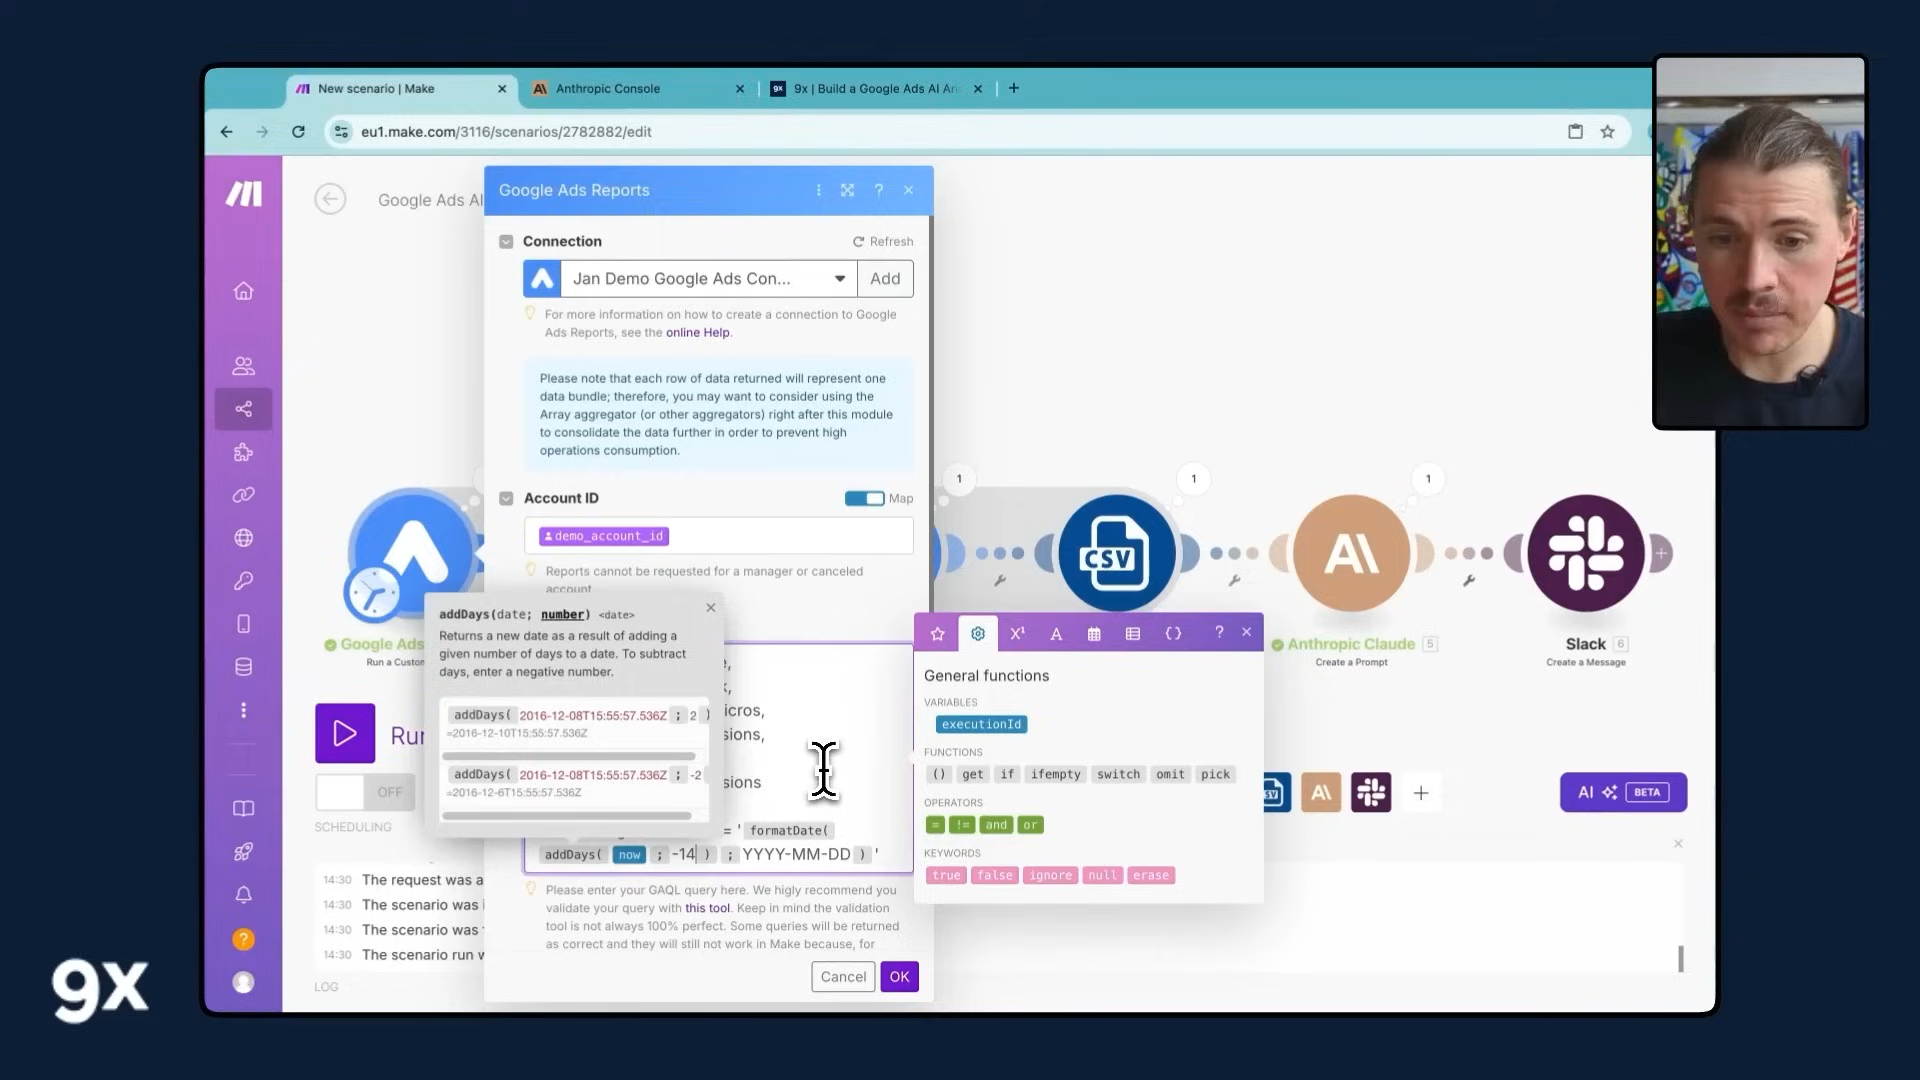 New scenario | Make
Anthropic Console
9x | Build a Google Ads AI An
eu1.make.com/3116/scenarios/2782882/edit
Google Ads AI
Google Ads Reports
?
Connection
Refresh
Jan Demo Google Ads Con...
Add
For more information on how to create a connection to Google
Ads Reports, see the online Help.
Please note that each row of data returned will represent one
data bundle; therefore, you may want to consider using the
Array aggregator (or other aggregators) right after this module
to consolidate the data further in order to prevent high
operations consumption.
Account ID
Map
demo_account_id
Reports cannot be requested for a manager or canceled
account
addDays(date; number) <date>
Returns a new date as a result of adding a
given number of days to a date. To subtract
days, enter a negative number.
addDays( 2016-12-08T15:55:57.536Z ; 2 )
=2016-12-10T15:55:57.536Z
addDays( 2016-12-08T15:55:57.536Z ; -2
=2016-12-6T15:55:57.536Z
icros,
sions,
sions
= ' formatDate(
addDays( now ; -14 ) ; YYYY-MM-DD ) '
Please enter your GAQL query here. We higly recommend you
validate your query with this tool. Keep in mind the validation
tool is not always 100% perfect. Some queries will be returned
as correct and they will still not work in Make because, for
Cancel
OK
Google Ads
Run a Custo
Run
OFF
SCHEDULING
14:30 The request was a
14:30 The scenario was i
14:30 The scenario was
14:30 The scenario run w
LOG
General functions
VARIABLES
executionId
FUNCTIONS
() get if ifempty switch omit pick
OPERATORS
= != and or
KEYWORDS
true false ignore null erase
1
1
1
CSV
Anthropic Claude 5
Create a Prompt
Slack 6
Create a Message
AI BETA
9x